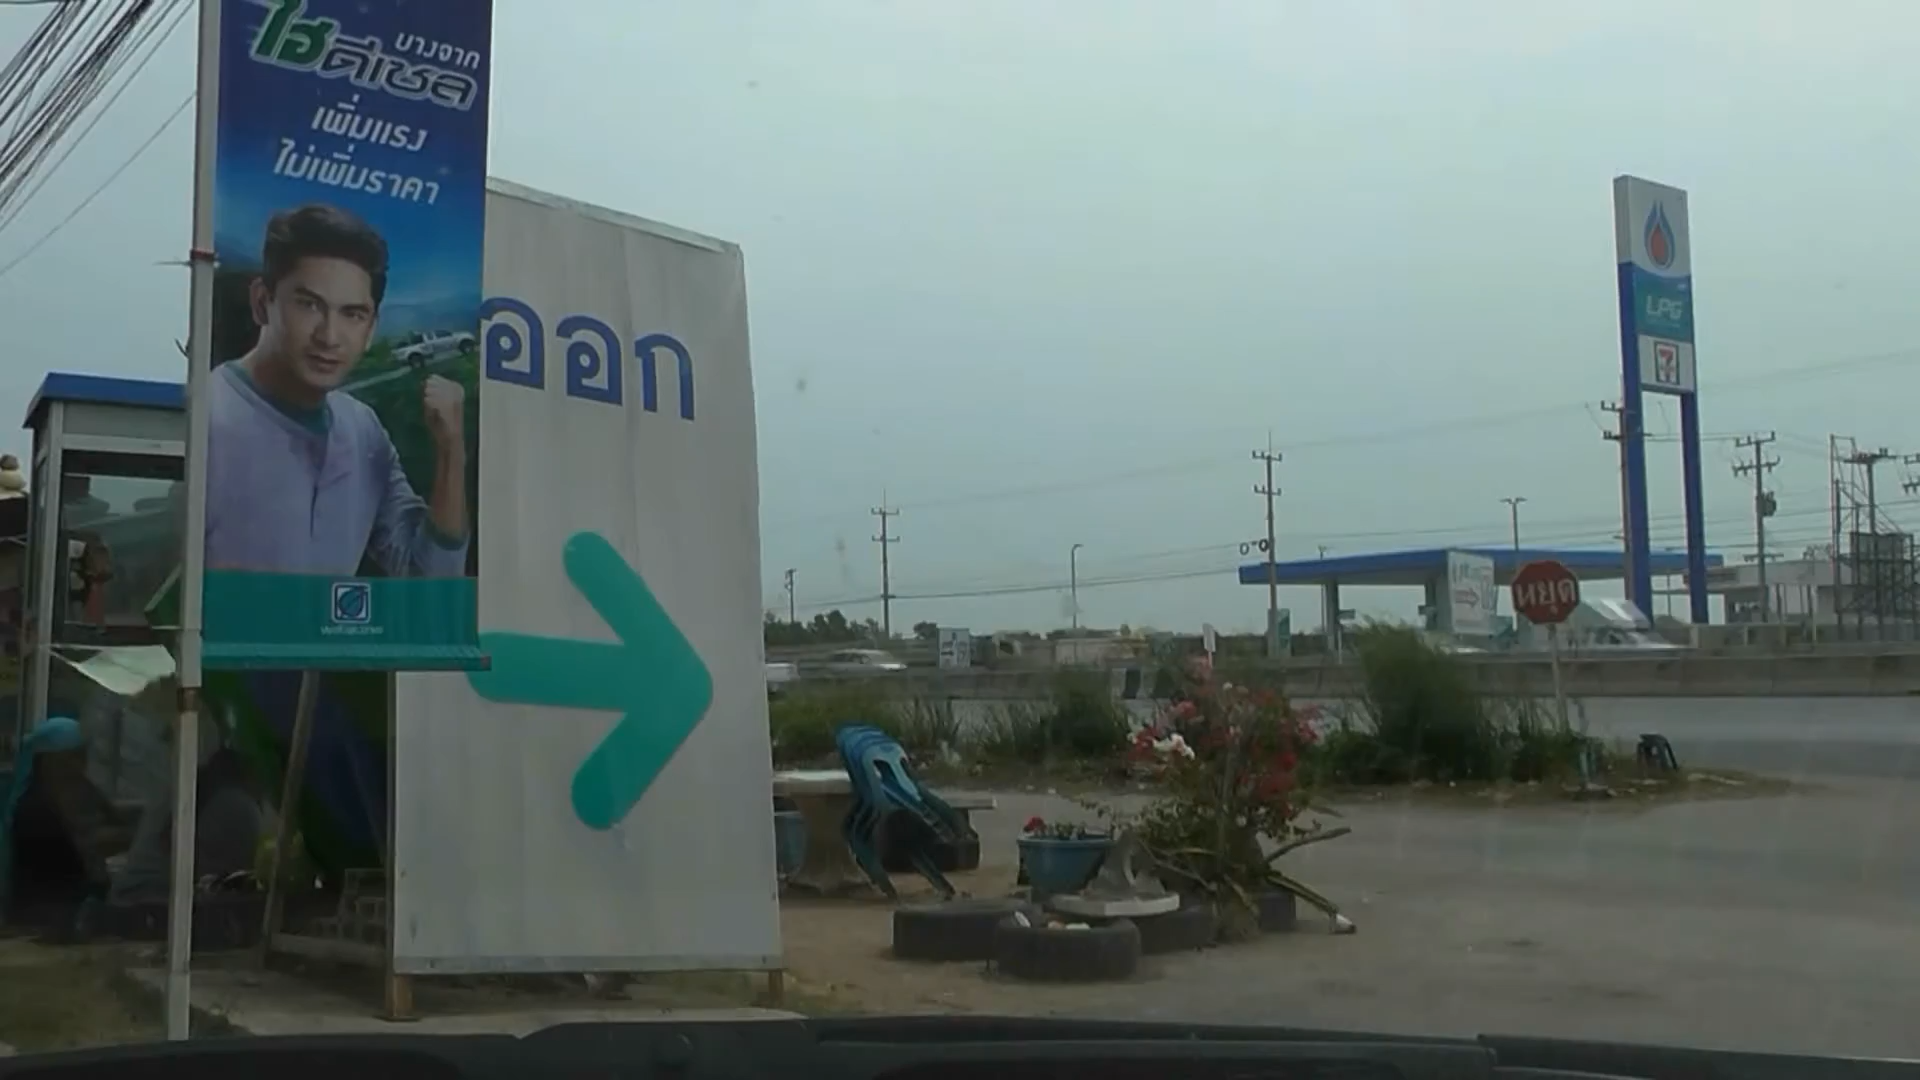 บางจาก
ไฮดีเซล
เพิ่มแรง
ไม่เพิ่มราคา
ออก
LPG
7
หยุด